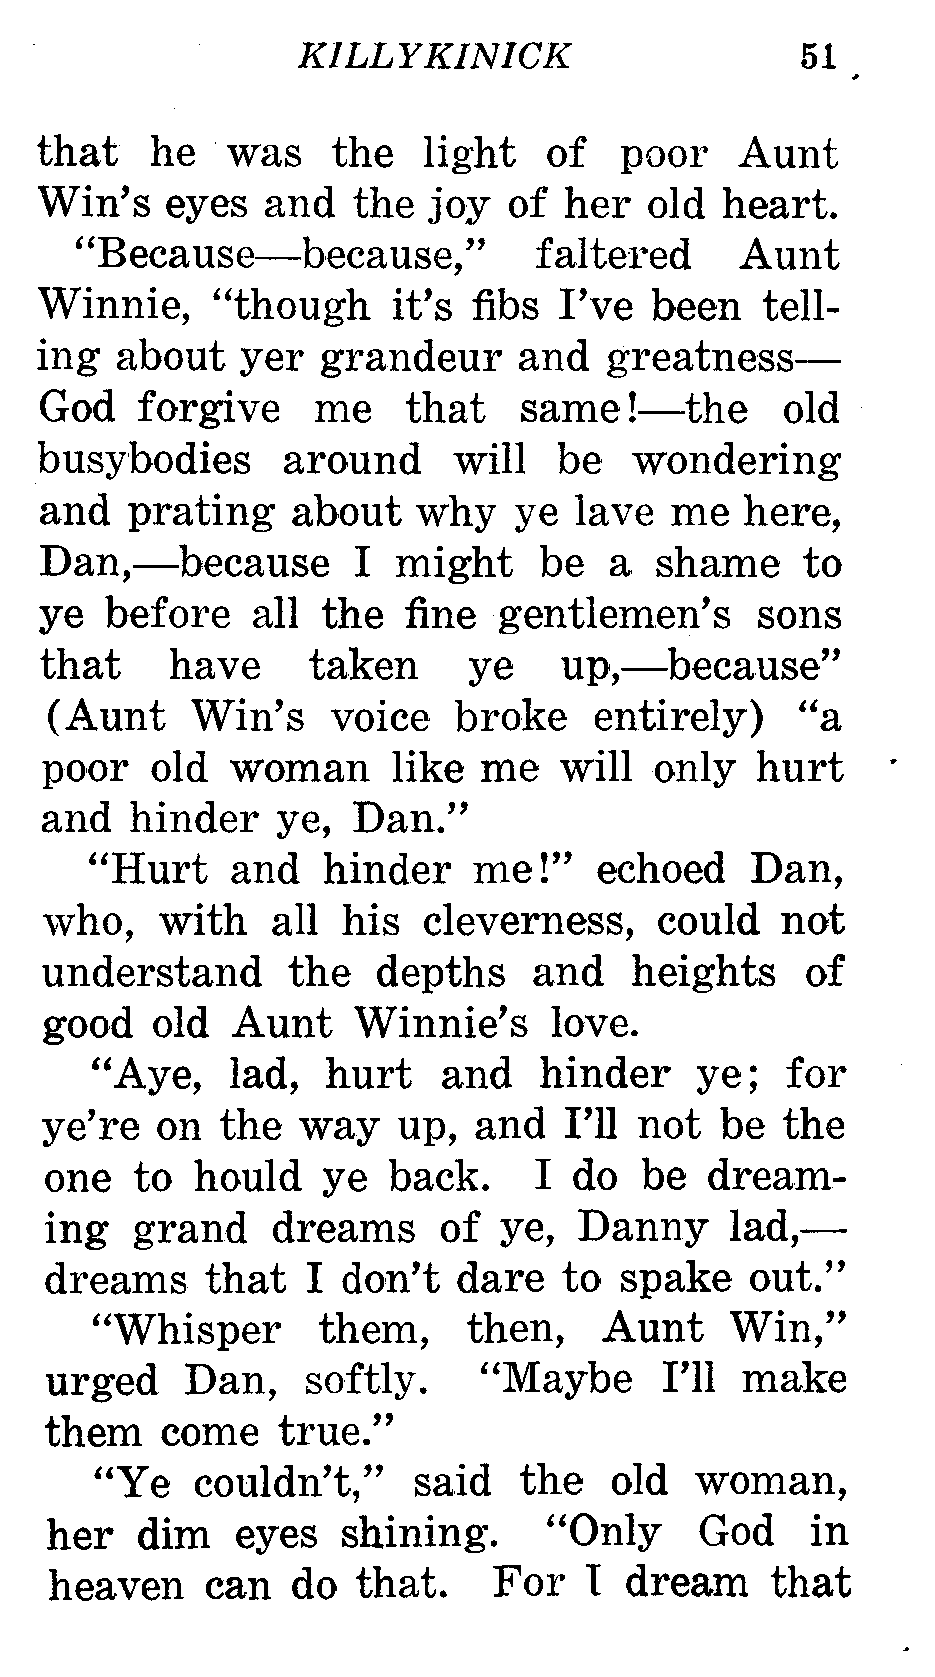 KILLYKINICK 51
that he was the light of poor Aunt
Win's eyes and the joy of her old heart.
"Because—because," faltered Aunt
Winnie, "though it's fibs I've been tell-
ing about yer grandeur and greatness—
God forgive me that same!—the old
busybodies around will be wondering
and prating about why ye lave me here,
Dan,—because I might be a shame to
ye before all the fine gentlemen's sons
that have taken ye up,—because"
(Aunt Win's voice broke entirely) "a
poor old woman like me will only hurt
and hinder ye, Dan."
"Hurt and hinder me!" echoed Dan,
who, with all his cleverness, could not
understand the depths and heights of
good old Aunt Winnie's love.
"Aye, lad, hurt and hinder ye; for
ye're on the way up, and I'll not be the
one to hould ye back. I do be dream-
ing grand dreams of ye, Danny lad,—
dreams that I don't dare to spake out."
"Whisper them, then, Aunt Win,"
urged Dan, softly. "Maybe I'll make
them come true."
"Ye couldn't," said the old woman,
her dim eyes shining. "Only God in
heaven can do that. For I dream that